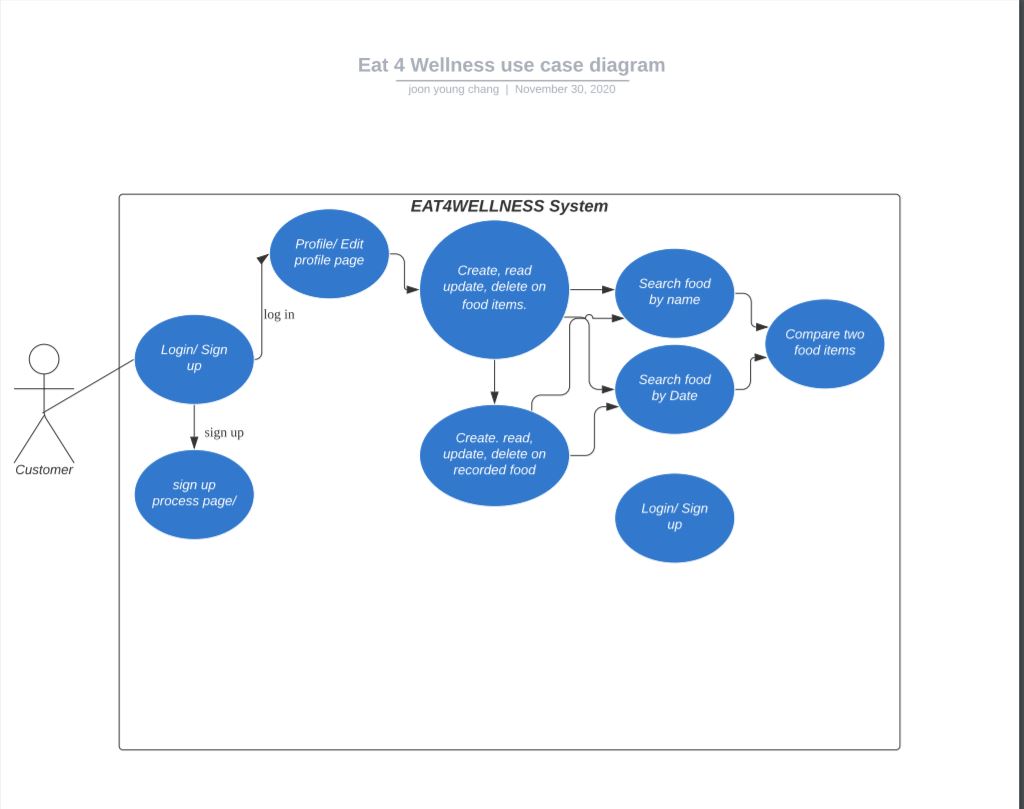 Eat 4 Wellness use case diagram
joon young chang | November 30, 2020
EAT4WELLNESS System
Profile/ Edit
profile page
Create, read
update, delete on
food items.
Search food
by name
log in
Compare two
food items
Login/ Sign
up
Search food
by Date
sign up
Create. read,
update, delete on
recorded food
Customer
sign up
process page/
Login/ Sign
up